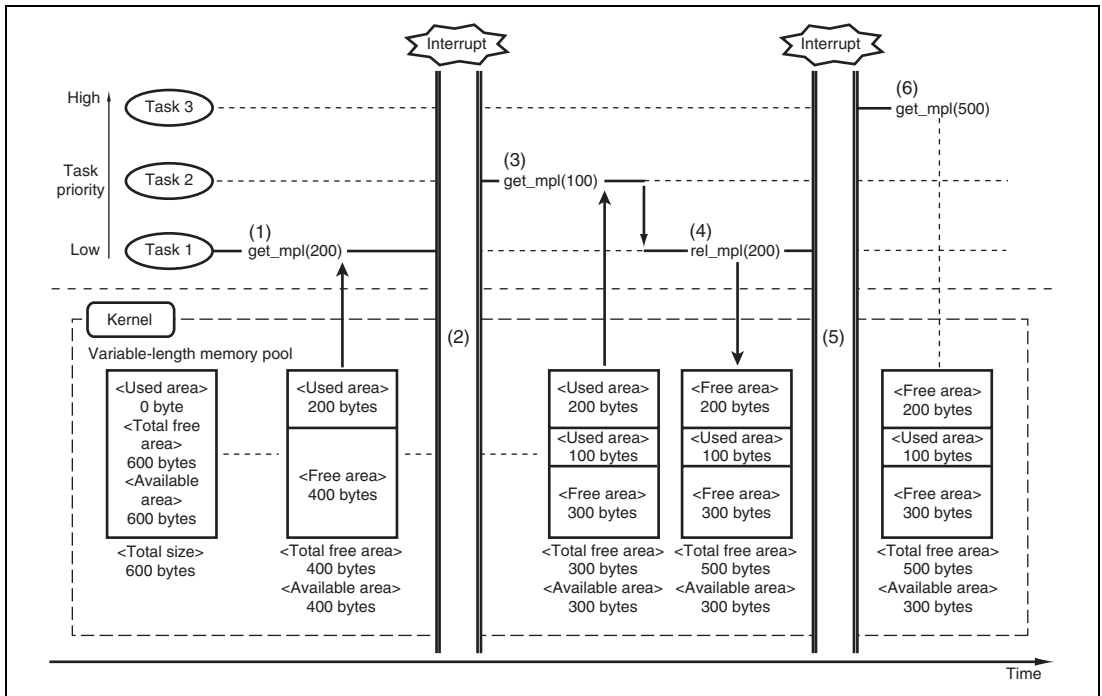 Interrupt
Interrupt
High
Task 3
(6)
get_mpl(500)
Task
priority
Task 2
(3)
get_mpl(100)
Low
Task 1
(1)
get_mpl(200)
(4)
rel_mpl(200)
Kernel
(2)
(5)
Variable-length memory pool
<Used area>
0 byte
<Total free
area>
600 bytes
<Available
area>
600 bytes
<Total size>
600 bytes
<Used area>
200 bytes
<Free area>
400 bytes
<Total free area>
400 bytes
<Available area>
400 bytes
<Used area>
200 bytes
<Used area>
100 bytes
<Free area>
300 bytes
<Total free area>
300 bytes
<Available area>
300 bytes
<Free area>
200 bytes
<Used area>
100 bytes
<Free area>
300 bytes
<Total free area>
500 bytes
<Available area>
300 bytes
<Free area>
200 bytes
<Used area>
100 bytes
<Free area>
300 bytes
<Total free area>
500 bytes
<Available area>
300 bytes
Time